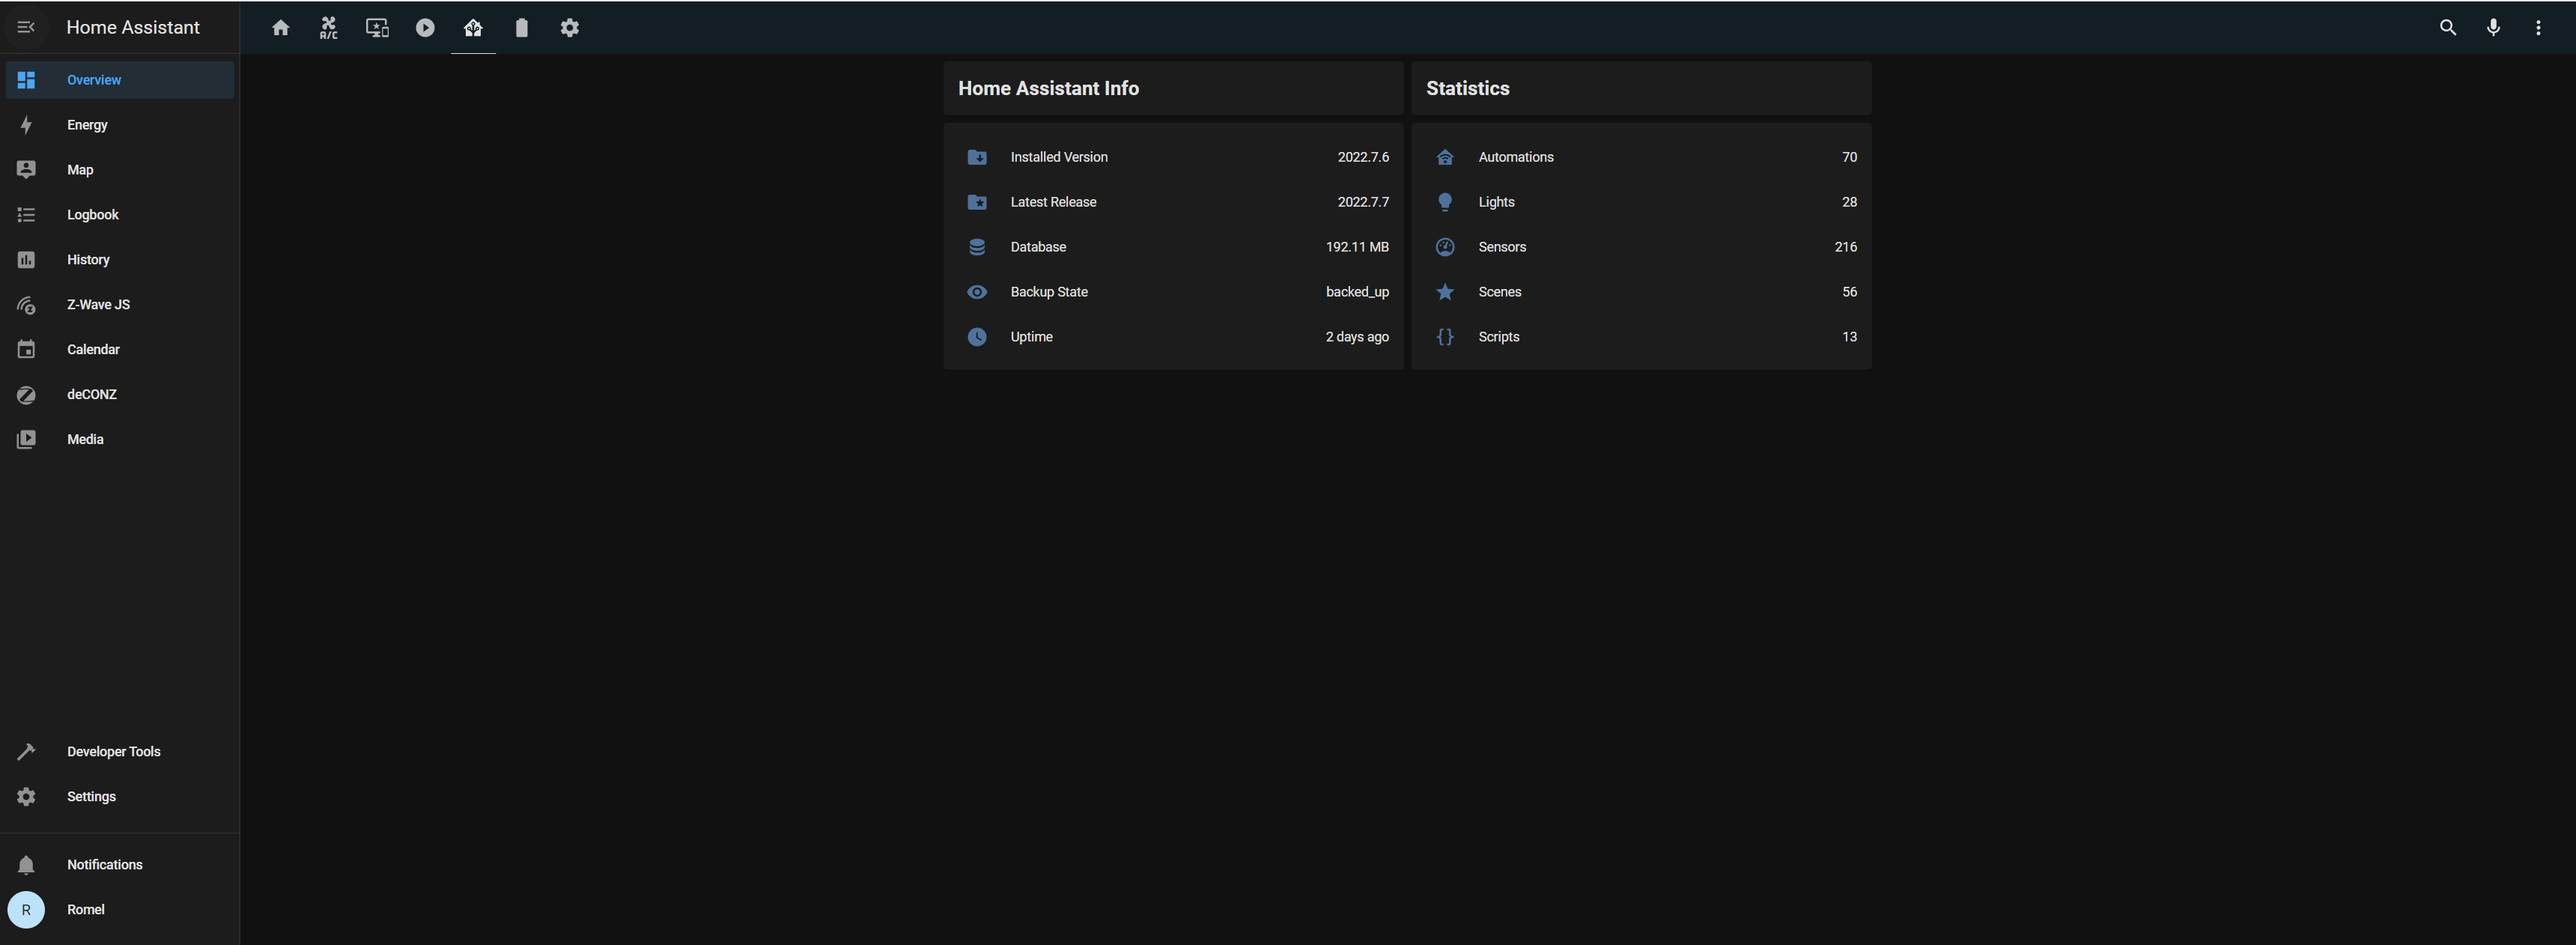 Home Assistant
A/C
Overview
Energy
Map
Logbook
History
Z-Wave JS
Calendar
deCONZ
Media
Developer Tools
Settings
Notifications
R Romel
Home Assistant Info
Installed Version 2022.7.6
Latest Release 2022.7.7
Database 192.11 MB
Backup State backed_up
Uptime 2 days ago
Statistics
Automations 70
Lights 28
Sensors 216
Scenes 56
Scripts 13